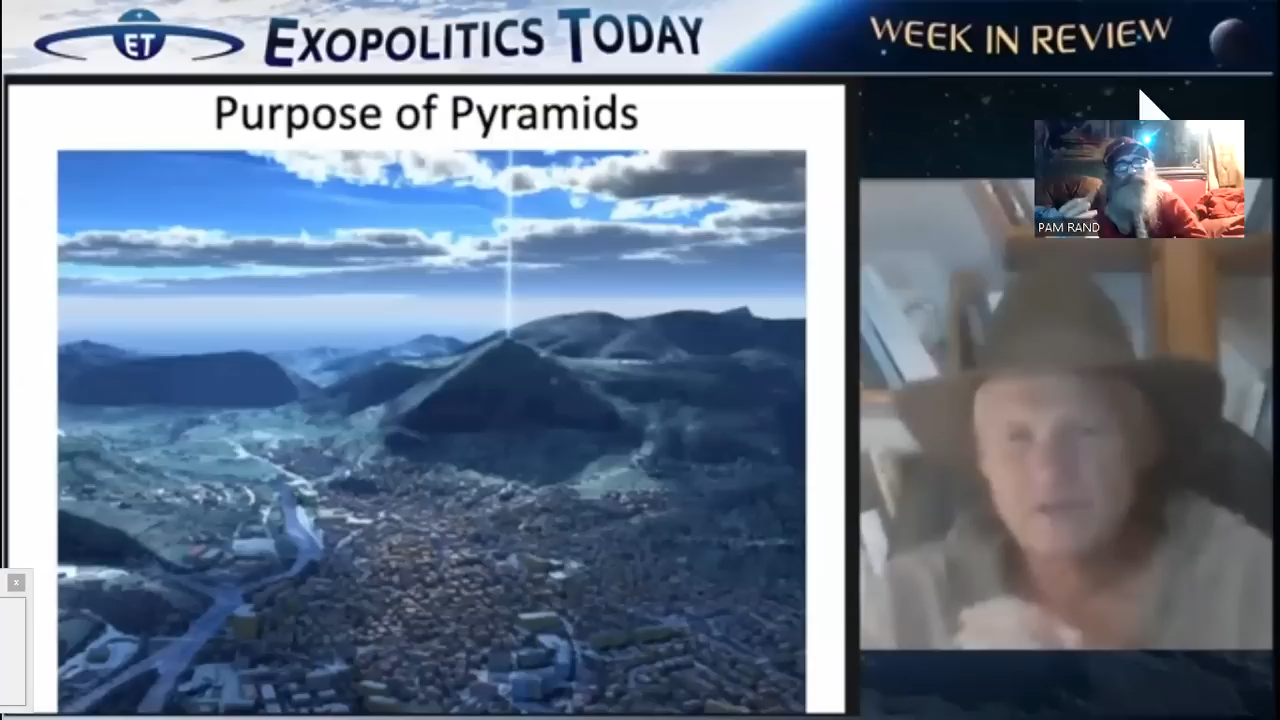 ET
EXOPOLITICS TODAY
WEEK IN REVIEW
Purpose of Pyramids
PAM RAND
x